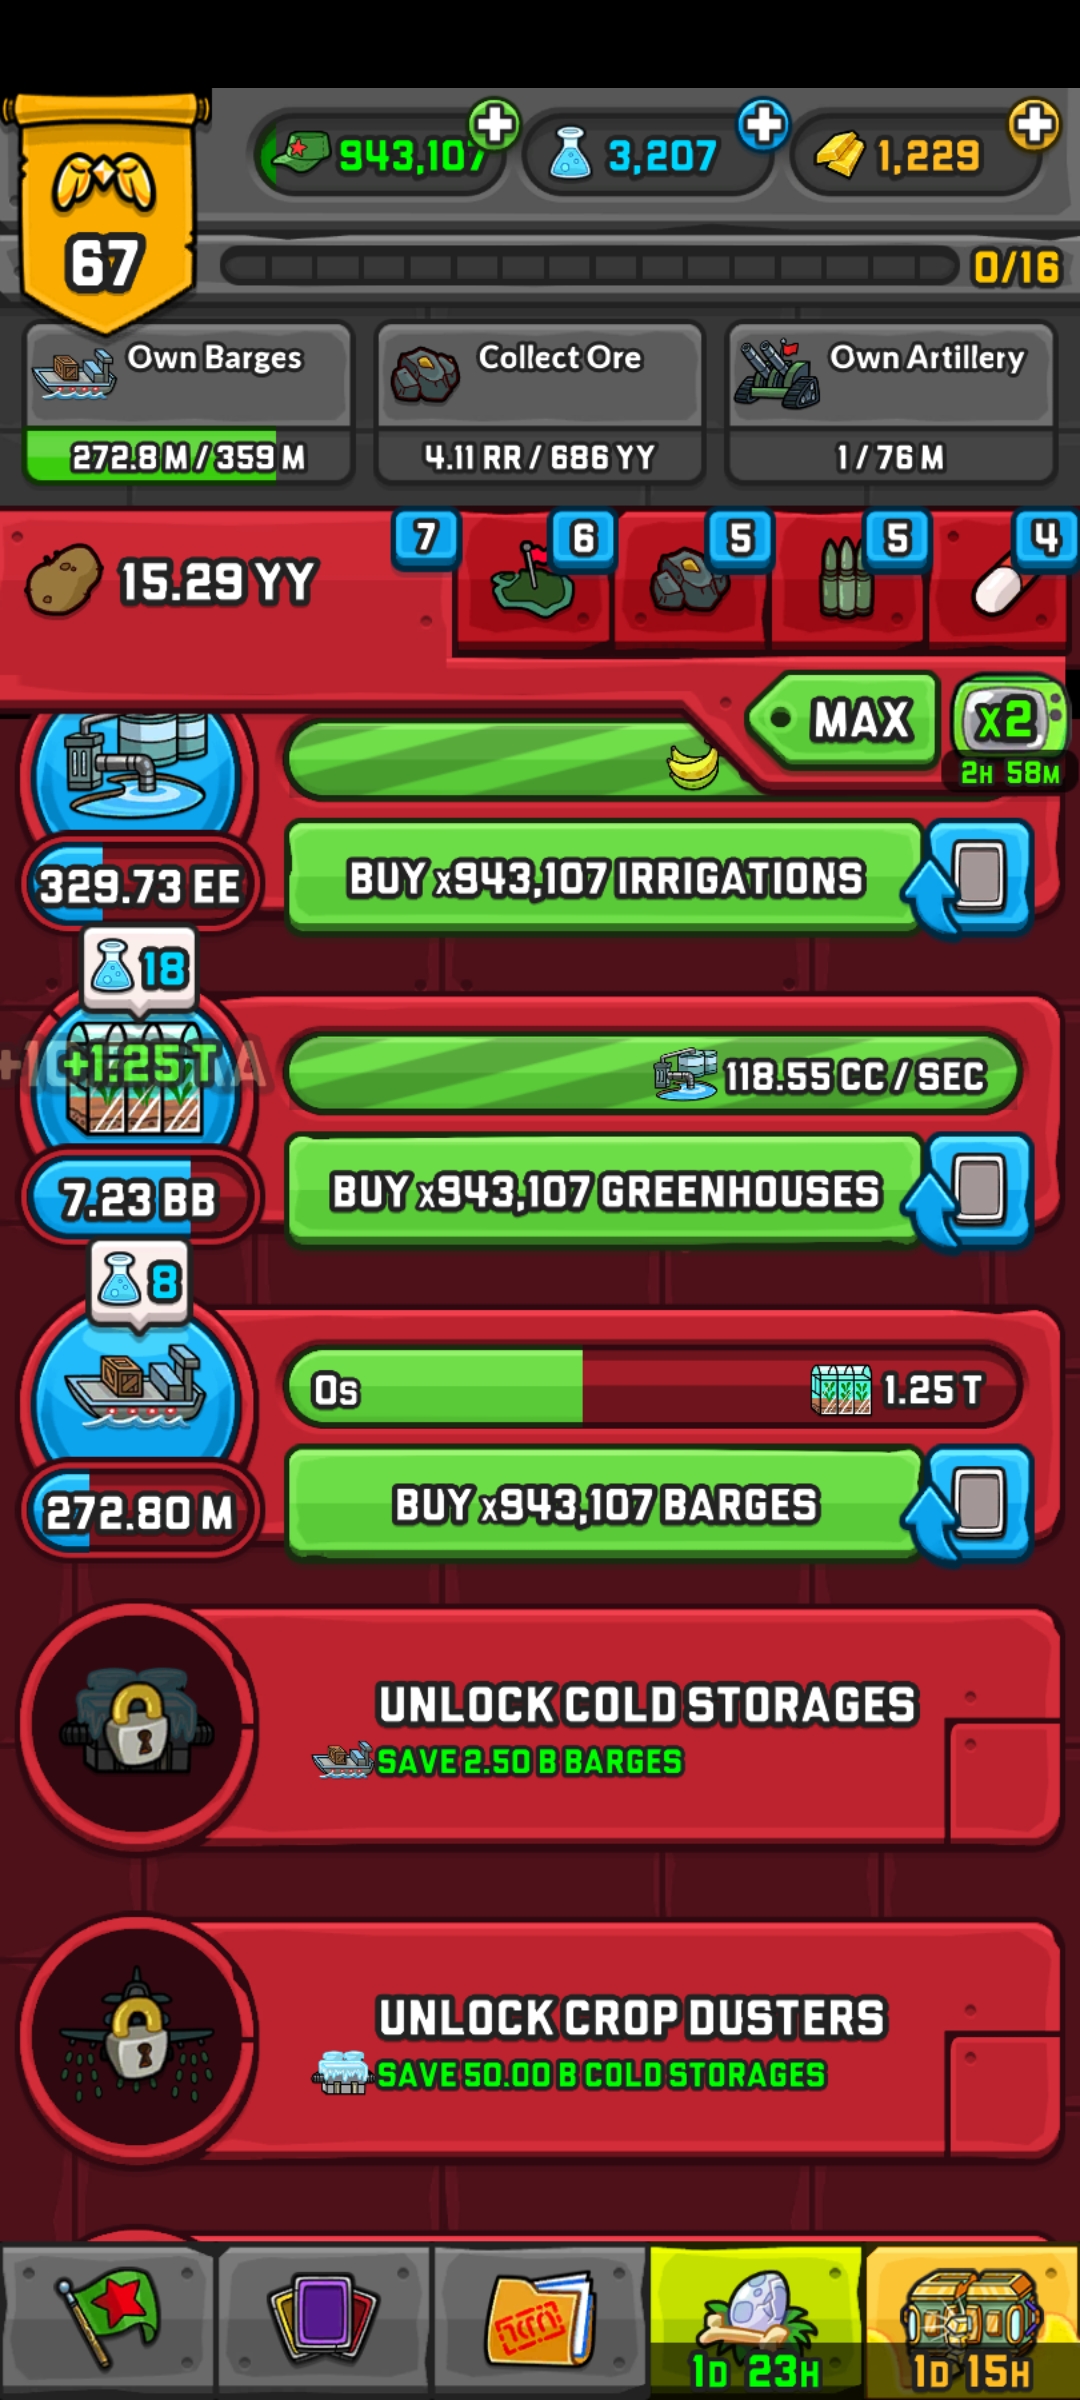 943,107
3,207
1,229
67
0/16
Own Barges
272.8 M / 359 M
Collect Ore
4.11 RR / 686 YY
Own Artillery
1 / 76 M
15.29 YY
7
6
5
5
4
MAX
x2
2H 58M
329.73 EE
BUY x943,107 IRRIGATIONS
18
+1.25 T
118.55 CC / SEC
7.23 BB
BUY x943,107 GREENHOUSES
8
0s
1.25 T
272.80 M
BUY x943,107 BARGES
UNLOCK COLD STORAGES
SAVE 2.50 B BARGES
UNLOCK CROP DUSTERS
SAVE 50.00 B COLD STORAGES
1D 23H
1D 15H